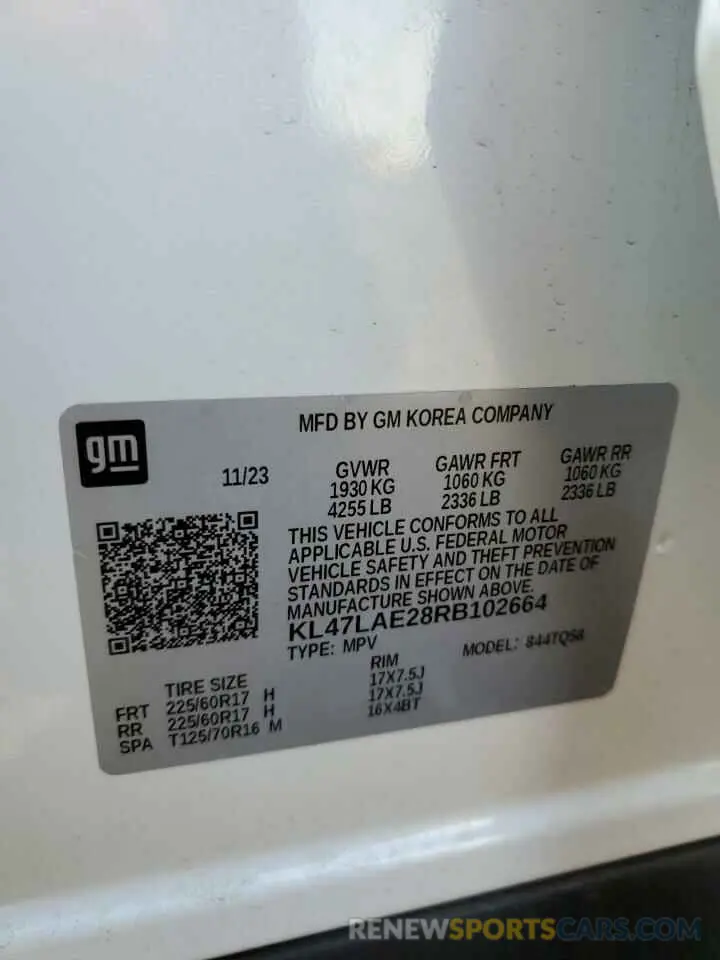 MFD BY GM KOREA COMPANY
gm
11/23
GVWR GAWR FRT GAWR RR
1930 KG 1060 KG 1060 KG
4255 LB 2336 LB 2336 LB
THIS VEHICLE CONFORMS TO ALL
APPLICABLE U.S. FEDERAL MOTOR
VEHICLE SAFETY AND THEFT PREVENTION
STANDARDS IN EFFECT ON THE DATE OF
MANUFACTURE SHOWN ABOVE.
KL47LAE28RB102664
TYPE: MPV MODEL: 844TQ58
TIRE SIZE RIM
FRT 225/60R17 H 17X7.5J
RR 225/60R17 H 17X7.5J
SPA T125/70R16 M 16X4BT
RENEWSPORTSCARS.COM